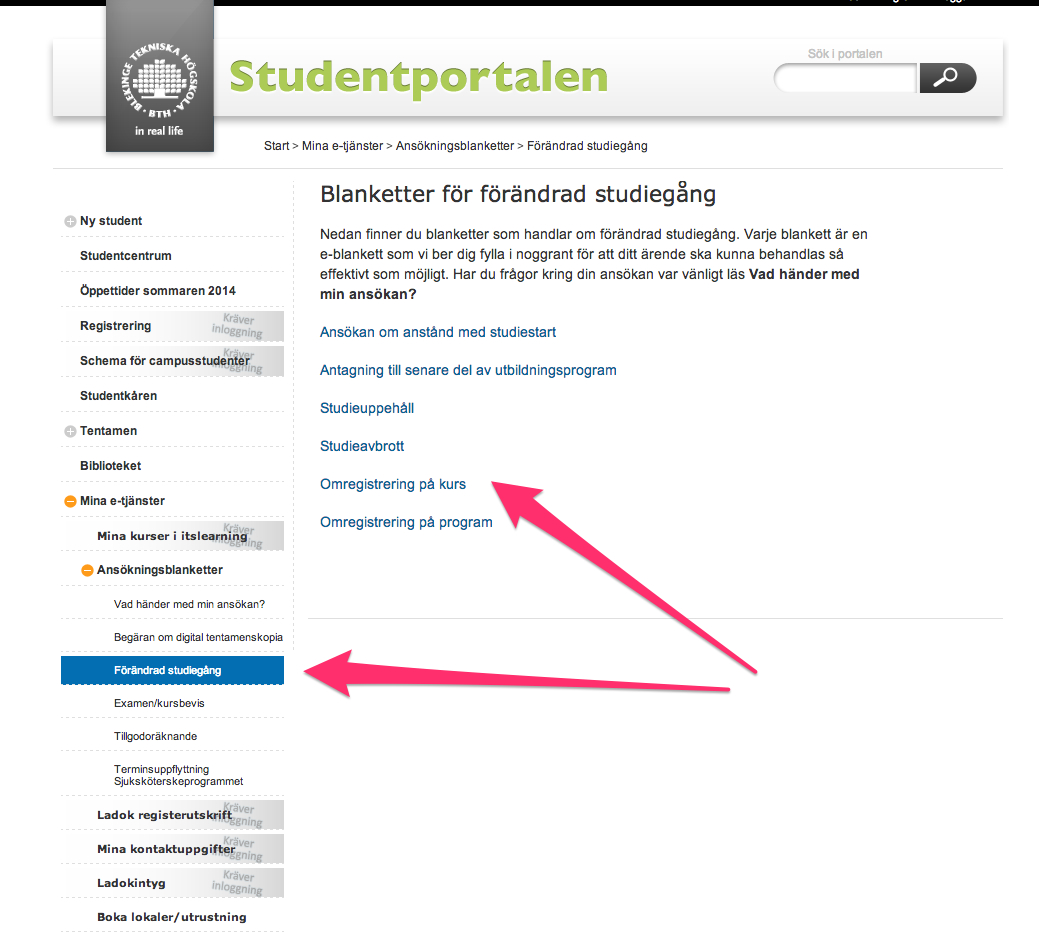 BLEKINGE TEKNISKA HÖGSKOLA · BTH ·
in real life
Studentportalen
Sök i portalen
Start > Mina e-tjänster > Ansökningsblanketter > Förändrad studiegång
Ny student
Studentcentrum
Öppettider sommaren 2014
Registrering
Kräver
inloggning
Schema för campusstudenter
Kräver
inloggning
Studentkåren
Tentamen
Biblioteket
Mina e-tjänster
Mina kurser i itslearning
Kräver
inloggning
Ansökningsblanketter
Vad händer med min ansökan?
Begäran om digital tentamenskopia
Förändrad studiegång
Examen/kursbevis
Tillgodoräknande
Terminsuppflyttning
Sjuksköterskeprogrammet
Ladok registerutskrift
Kräver
inloggning
Mina kontaktuppgifter
Kräver
inloggning
Ladokintyg
Kräver
inloggning
Boka lokaler/utrustning
Blanketter för förändrad studiegång
Nedan finner du blanketter som handlar om förändrad studiegång. Varje blankett är en
e-blankett som vi ber dig fylla i noggrant för att ditt ärende ska kunna behandlas så
effektivt som möjligt. Har du frågor kring din ansökan var vänligt läs Vad händer med
min ansökan?
Ansökan om anstånd med studiestart
Antagning till senare del av utbildningsprogram
Studieuppehåll
Studieavbrott
Omregistrering på kurs
Omregistrering på program